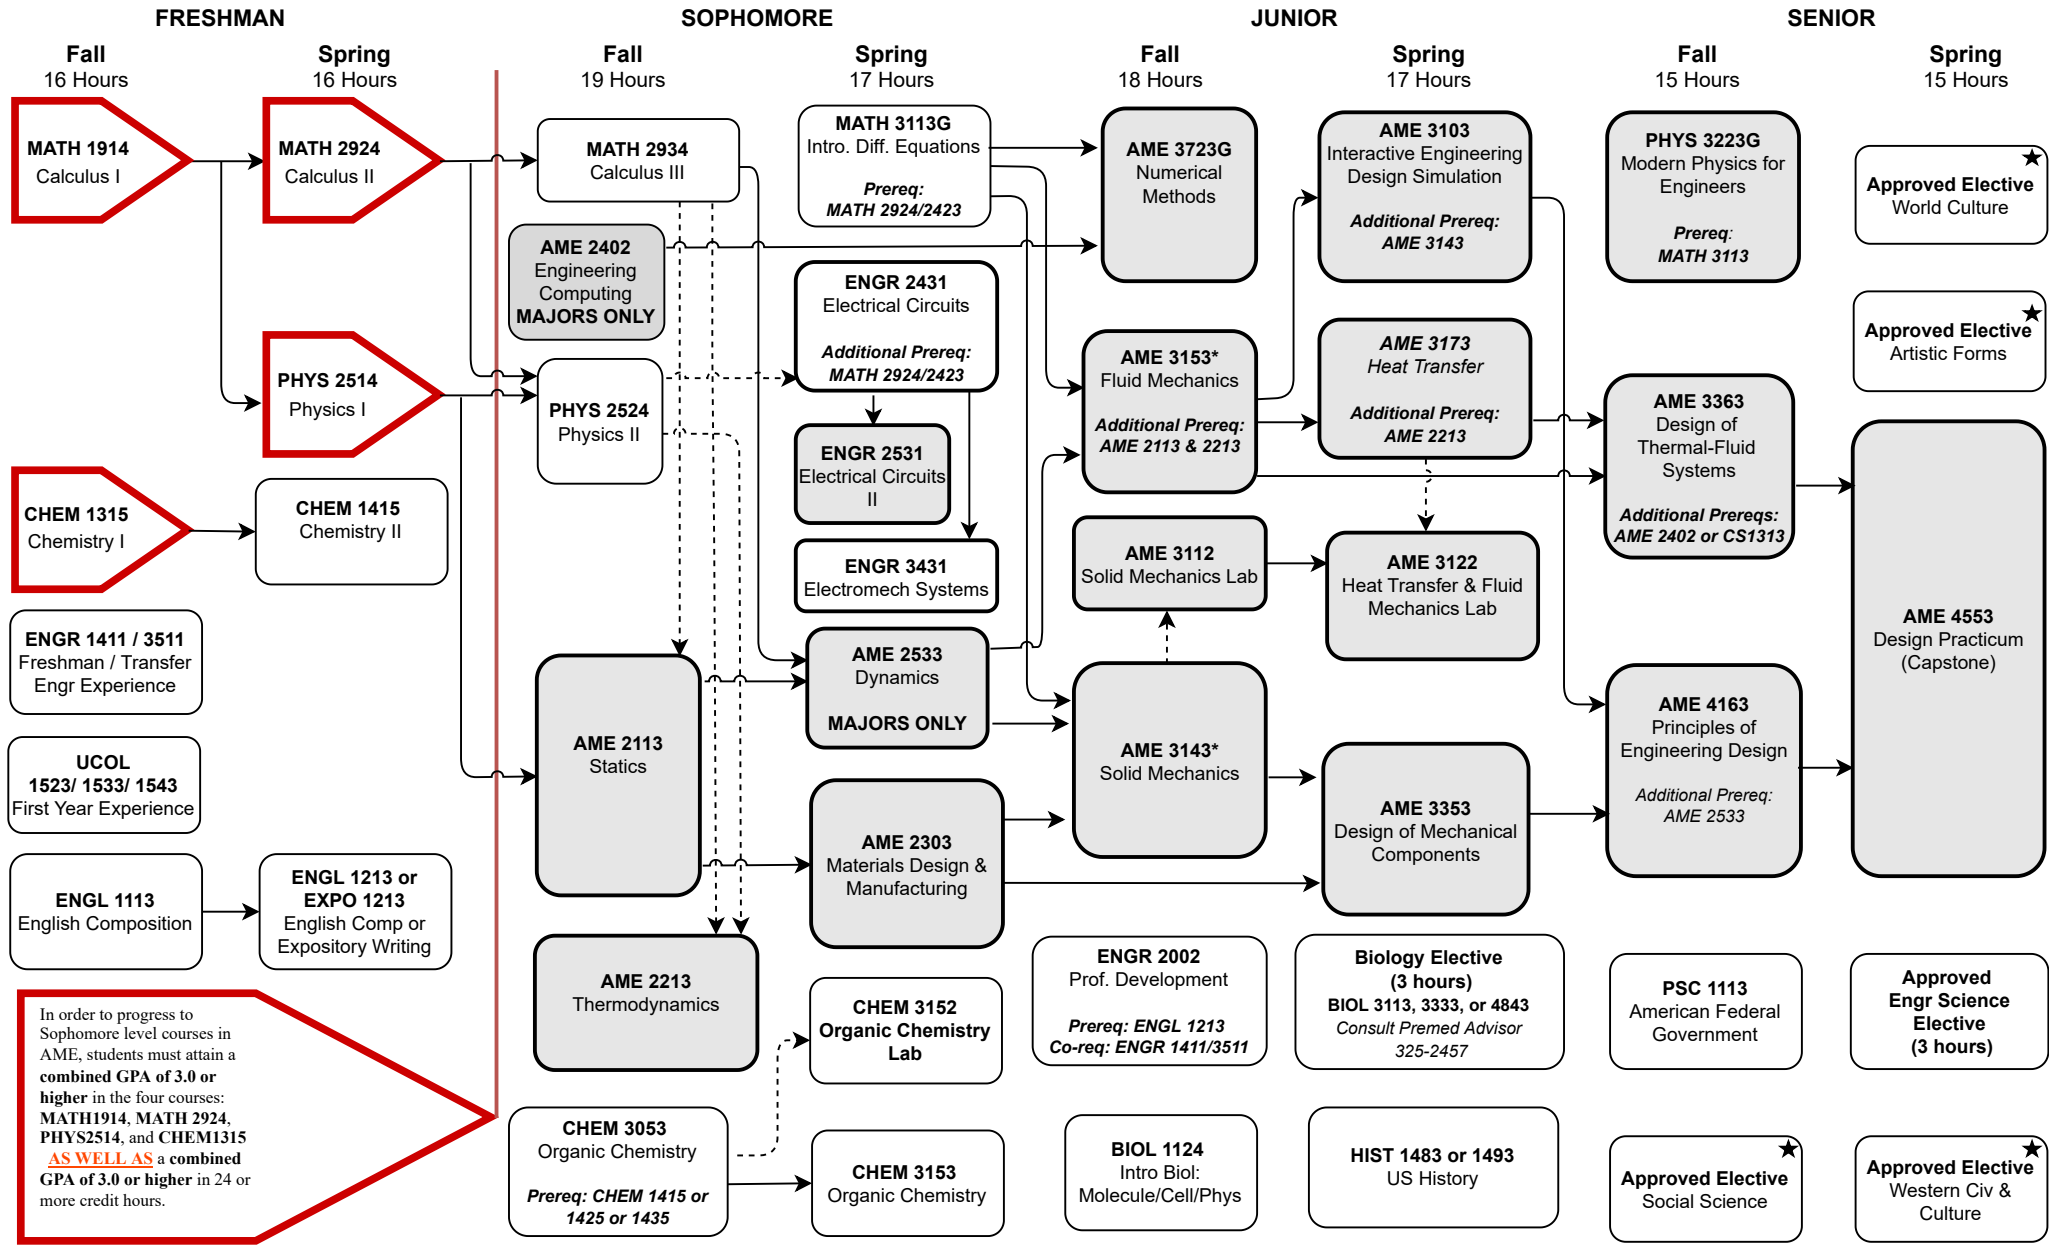 FRESHMAN
SOPHOMORE
JUNIOR
SENIOR
Fall
16 Hours
Spring
16 Hours
Fall
19 Hours
Spring
17 Hours
Fall
18 Hours
Spring
17 Hours
Fall
15 Hours
Spring
15 Hours
MATH 1914
Calculus I
CHEM 1315
Chemistry I
ENGR 1411 / 3511
Freshman / Transfer
Engr Experience
UCOL
1523/ 1533/ 1543
First Year Experience
ENGL 1113
English Composition
In order to progress to
Sophomore level courses in
AME, students must attain a
combined GPA of 3.0 or
higher in the four courses:
MATH1914, MATH 2924,
PHYS2514, and CHEM1315
AS WELL AS a combined
GPA of 3.0 or higher in 24 or
more credit hours.
MATH 2924
Calculus II
PHYS 2514
Physics I
CHEM 1415
Chemistry II
ENGL 1213 or
EXPO 1213
English Comp or
Expository Writing
MATH 2934
Calculus III
AME 2402
Engineering
Computing
MAJORS ONLY
PHYS 2524
Physics II
AME 2113
Statics
AME 2213
Thermodynamics
CHEM 3053
Organic Chemistry
Prereq: CHEM 1415 or
1425 or 1435
MATH 3113G
Intro. Diff. Equations
Prereq:
MATH 2924/2423
ENGR 2431
Electrical Circuits
Additional Prereq:
MATH 2924/2423
ENGR 2531
Electrical Circuits
II
ENGR 3431
Electromech Systems
AME 2533
Dynamics
MAJORS ONLY
AME 2303
Materials Design &
Manufacturing
CHEM 3152
Organic Chemistry
Lab
CHEM 3153
Organic Chemistry
AME 3723G
Numerical
Methods
AME 3153*
Fluid Mechanics
Additional Prereq:
AME 2113 & 2213
AME 3112
Solid Mechanics Lab
AME 3143*
Solid Mechanics
ENGR 2002
Prof. Development
Prereq: ENGL 1213
Co-req: ENGR 1411/3511
BIOL 1124
Intro Biol:
Molecule/Cell/Phys
AME 3103
Interactive Engineering
Design Simulation
Additional Prereq:
AME 3143
AME 3173
Heat Transfer
Additional Prereq:
AME 2213
AME 3122
Heat Transfer & Fluid
Mechanics Lab
AME 3353
Design of Mechanical
Components
Biology Elective
(3 hours)
BIOL 3113, 3333, or 4843
Consult Premed Advisor
325-2457
HIST 1483 or 1493
US History
PHYS 3223G
Modern Physics for
Engineers
Prereq:
MATH 3113
AME 3363
Design of
Thermal-Fluid
Systems
Additional Prereqs:
AME 2402 or CS1313
AME 4163
Principles of
Engineering Design
Additional Prereq:
AME 2533
PSC 1113
American Federal
Government
Approved Elective
Social Science
Approved Elective
World Culture
Approved Elective
Artistic Forms
AME 4553
Design Practicum
(Capstone)
Approved
Engr Science
Elective
(3 hours)
Approved Elective
Western Civ &
Culture